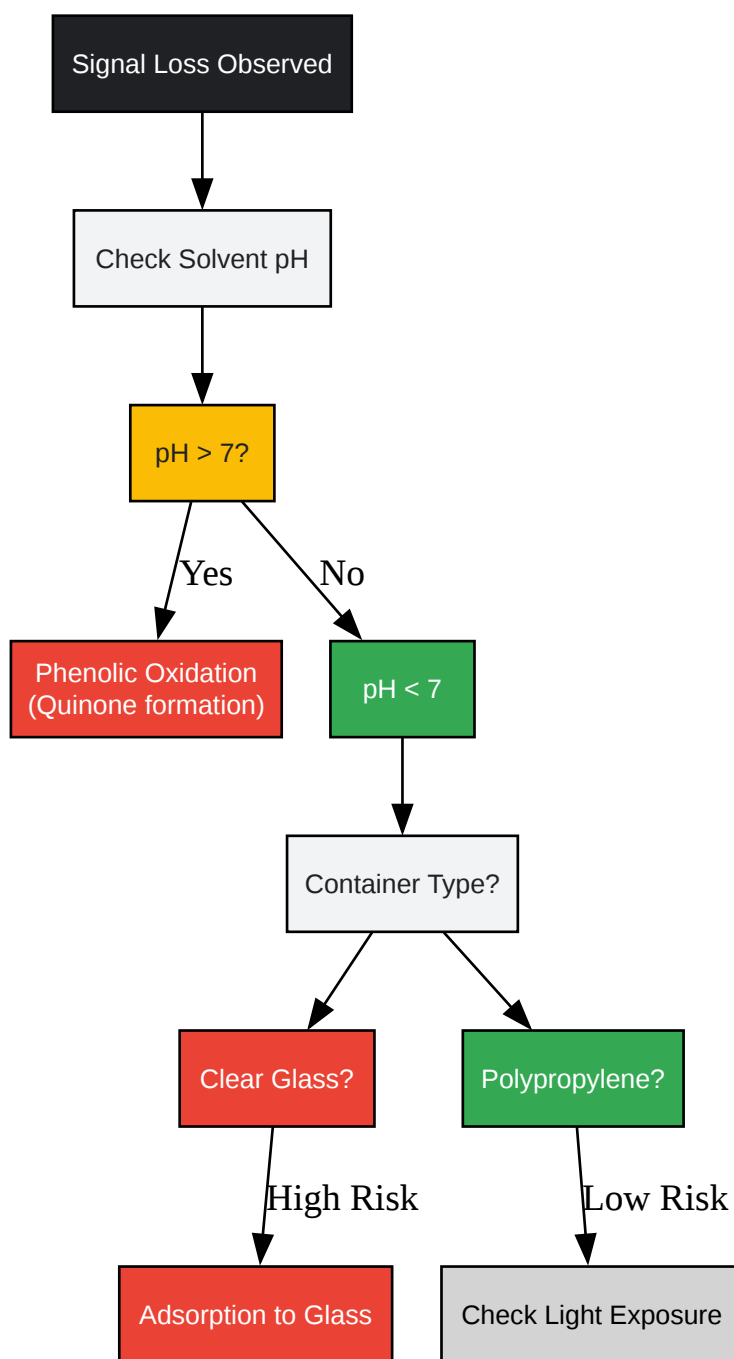 Signal Loss Observed
Check Solvent pH
pH > 7?
Yes
No
Phenolic Oxidation
(Quinone formation)
pH < 7
Container Type?
Clear Glass?
Polypropylene?
High Risk
Low Risk
Adsorption to Glass
Check Light Exposure